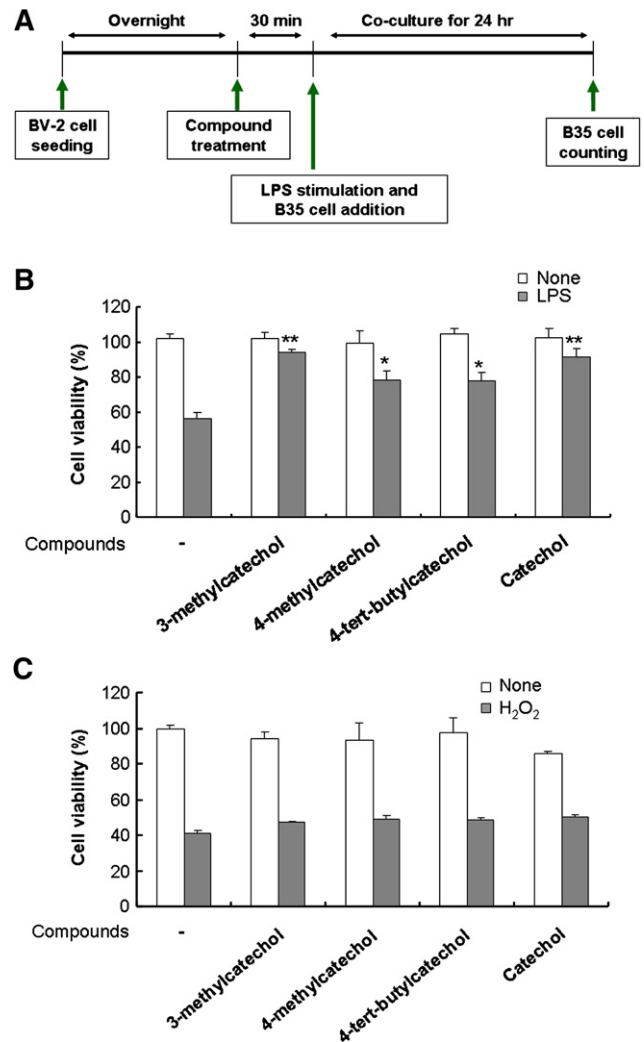 A
Overnight
30 min
Co-culture for 24 hr
BV-2 cell
seeding
Compound
treatment
LPS stimulation and
B35 cell addition
B35 cell
counting
B
None
LPS
Cell viability (%)
120
100
80
60
40
20
0
**
*
*
**
Compounds
-
3-methylcatechol
4-methylcatechol
4-tert-butylcatechol
Catechol
C
None
H₂O₂
Cell viability (%)
120
100
80
60
40
20
0
Compounds
-
3-methylcatechol
4-methylcatechol
4-tert-butylcatechol
Catechol